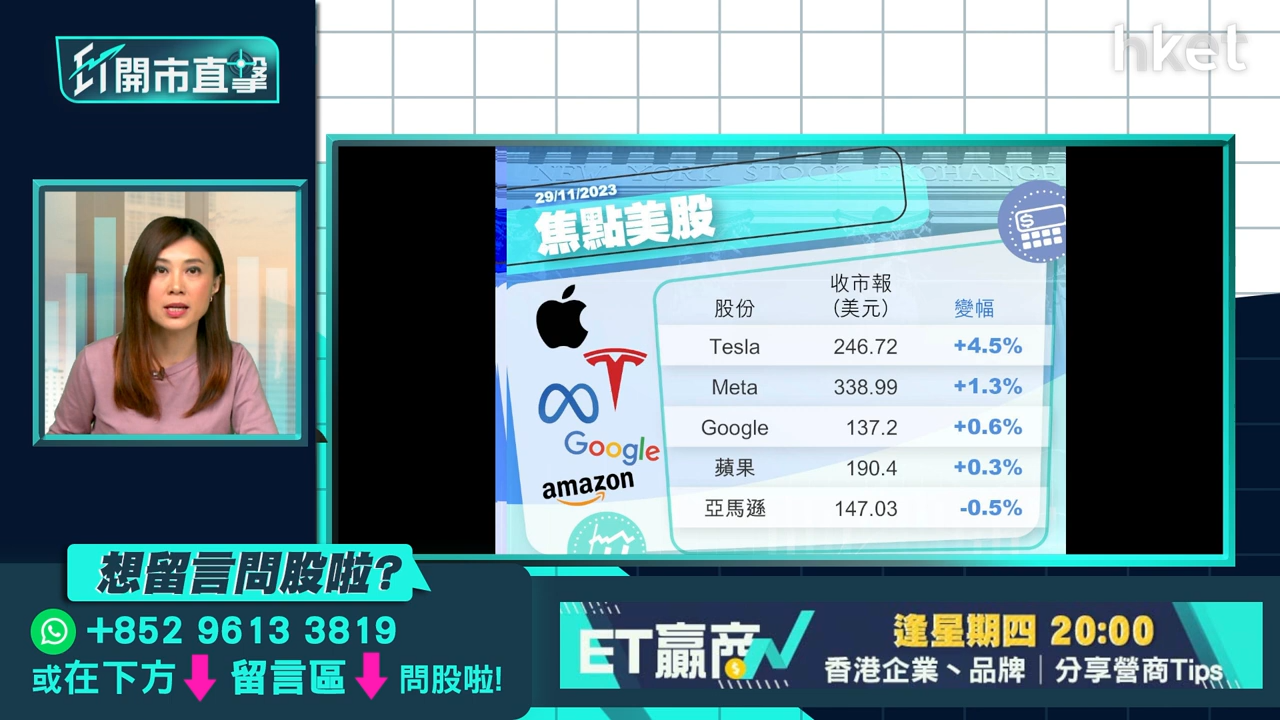 ET開市直擊
hket
NEW YORK STOCK EXCHANGE
29/11/2023
焦點美股
股份 收市報(美元) 變幅
Tesla 246.72 +4.5%
Meta 338.99 +1.3%
Google 137.2 +0.6%
蘋果 190.4 +0.3%
亞馬遜 147.03 -0.5%
Google
amazon
想留言問股啦?
+852 9613 3819
或在下方 留言區 問股啦!
ET贏商
逢星期四 20:00
香港企業、品牌|分享營商Tips